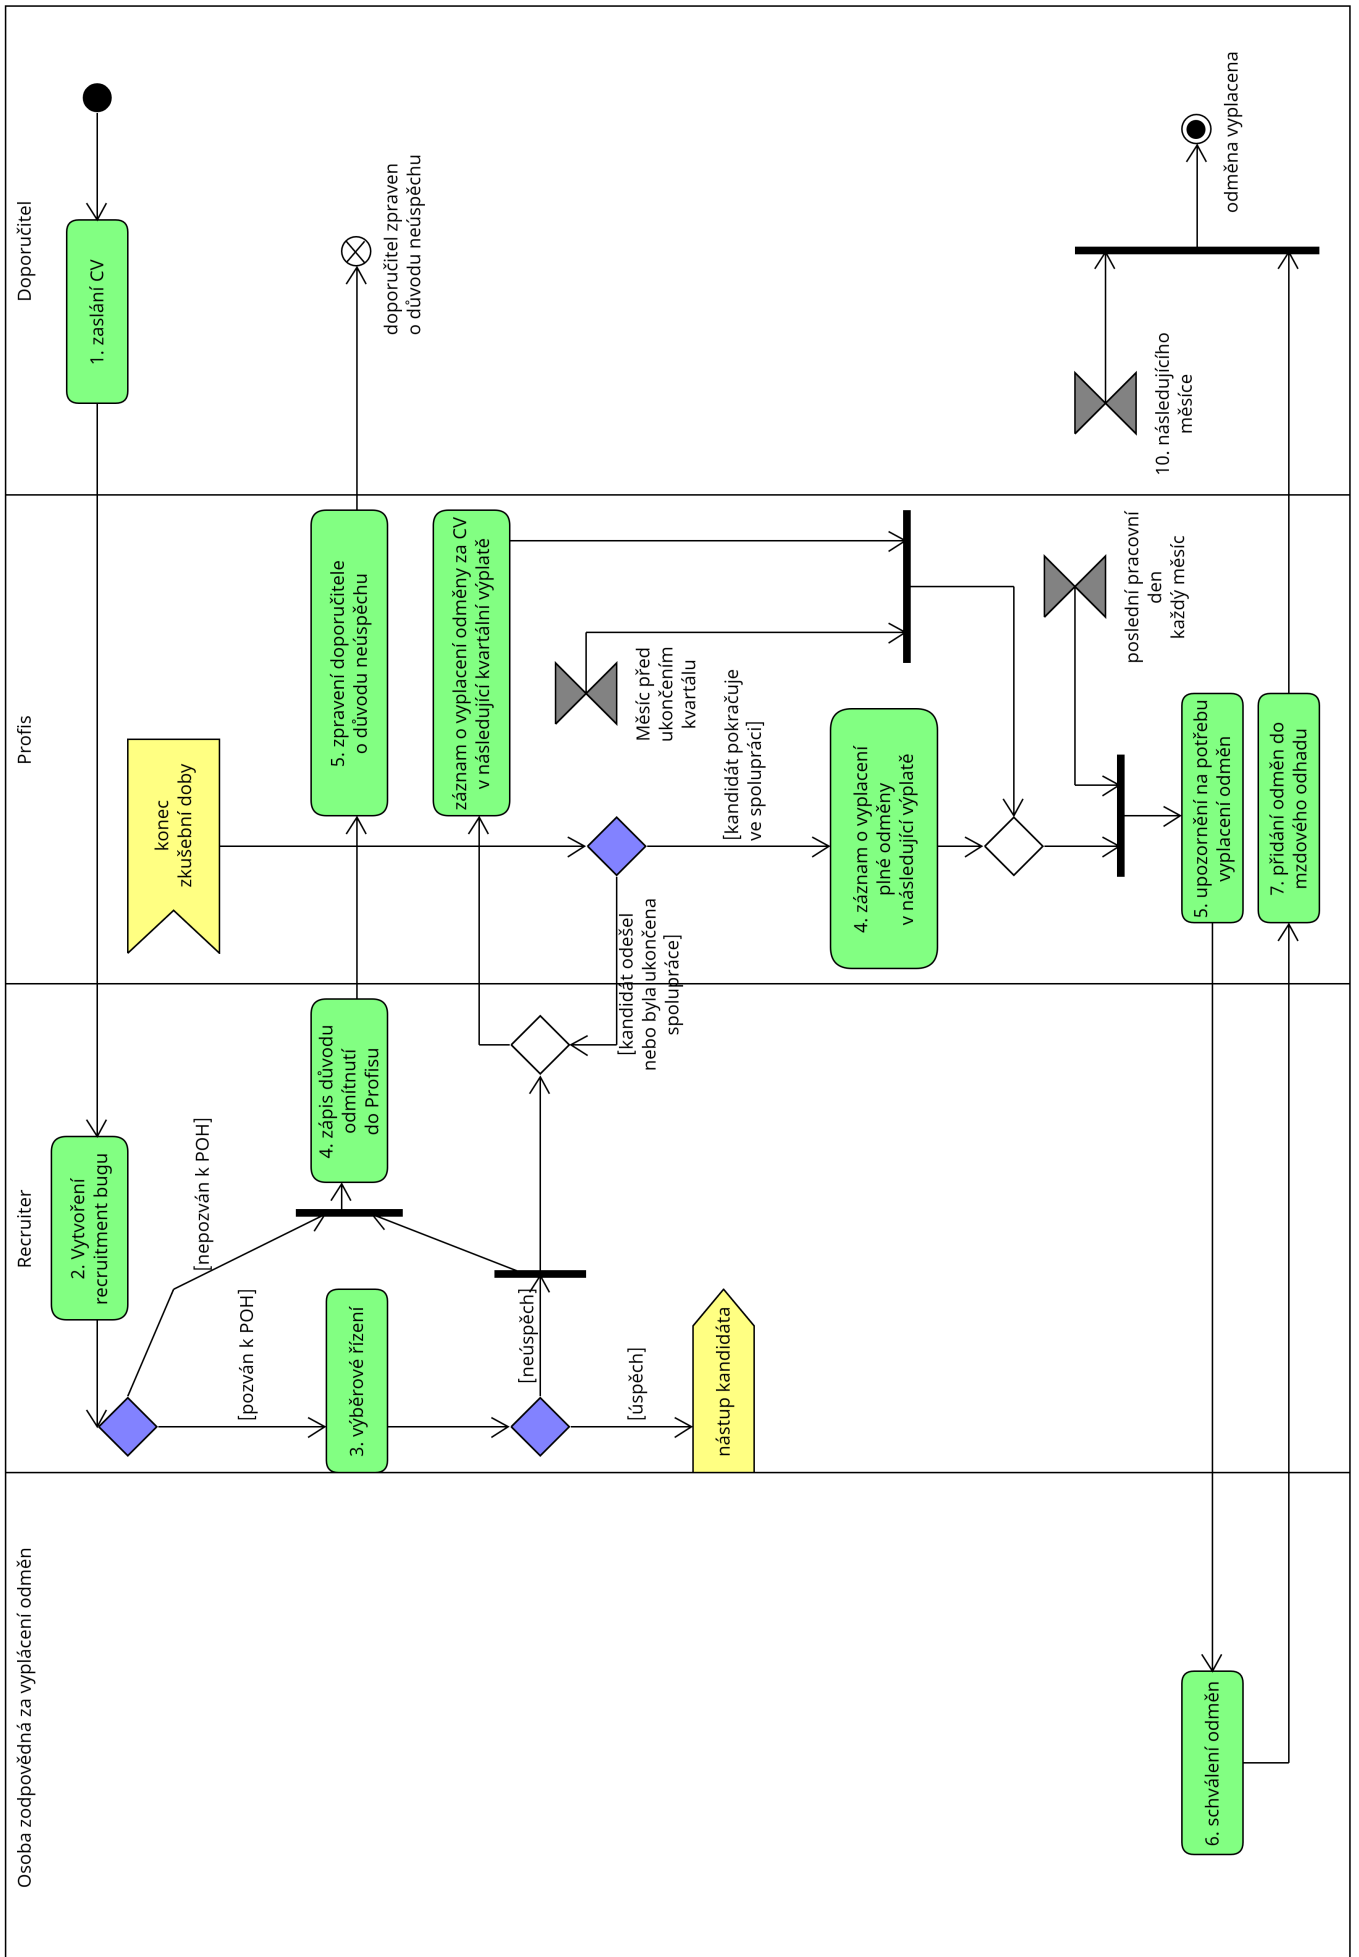 Doporučitel
1. zaslání CV
doporučitel zpraven
o důvodu neúspěchu
10. následujícího
měsíce
odměna vyplacena
Profis
konec
zkušební doby
5. zpravení doporučitele
o důvodu neúspěchu
záznam o vyplacení odměny za CV
v následující kvartální výplatě
Měsíc před
ukončením
kvartálu
[kandidát pokračuje
ve spolupráci]
4. záznam o vyplacení
plné odměny
v následující výplatě
poslední pracovní
den
každý měsíc
5. upozornění na potřebu
vyplacení odměn
7. přidání odměn do
mzdového odhadu
[kandidát odešel
nebo byla ukončena
spolupráce]
Recruiter
2. Vytvoření
recruitment bugu
[nepozván k POH]
[pozván k POH]
4. zápis důvodu
odmítnutí
do Profisu
3. výběrové řízení
[neúspěch]
[úspěch]
nástup kandidáta
Osoba zodpovědná za vyplácení odměn
6. schválení odměn